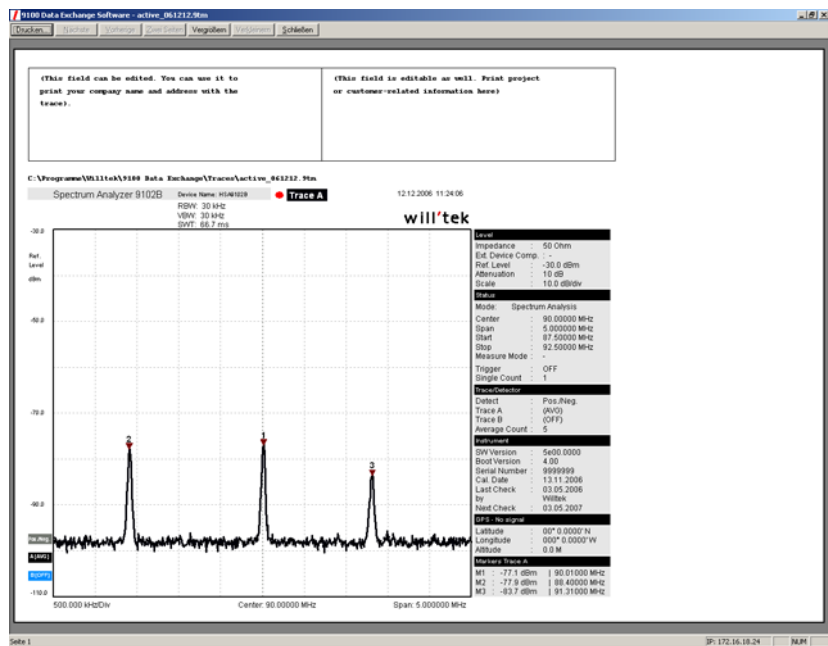 9100 Data Exchange Software - active_061212.9tm
Drucken... Nächste Vorherige Zwei Seiten Vergrößern Verkleinern Schließen
(This field can be edited. You can use it to
print your company name and address with the
trace).
(This field is editable as well. Print project
or customer-related information here)
C:\Programme\Willtek\9100 Data Exchange\Traces\active_061212.9tm
Spectrum Analyzer 9102B
Trace A
12.12.2006 11:24:06
RBW: 30 kHz
VBW: 30 kHz
SWT: 66.7 ms
will'tek
-30.0
Ref.
Level
dBm
-50.0
-70.0
-90.0
Pos./Neg.
A [AVG]
B [OFF]
-110.0
2
1
3
500.000 kHz/Div
Center: 90.00000 MHz
Span: 5.000000 MHz
Level
Impedance : 50 Ohm
Ext. Device Comp. : -
Ref. Level : -30.0 dBm
Attenuation : 10 dB
Scale : 10.0 dB/div
Status
Mode: Spectrum Analysis
Center : 90.00000 MHz
Span : 5.000000 MHz
Start : 87.50000 MHz
Stop : 92.50000 MHz
Measure Mode : -
Trigger : OFF
Single Count : 1
Trace/Detector
Detect : Pos./Neg.
Trace A : (AVG)
Trace B : (OFF)
Average Count : 5
Instrument
SW Version : 5e00.0000
Boot Version : 4.00
Serial Number : 9999999
Cal. Date : 13.11.2006
Last Check : 03.05.2006
by Willtek
Next Check : 03.05.2007
GPS - No signal
Latitude : 00° 0.0000' N
Longitude : 000° 0.0000' W
Altitude : 0.0 M
Markers Trace A
M1 : -77.1 dBm | 90.01000 MHz
M2 : -77.9 dBm | 88.40000 MHz
M3 : -83.7 dBm | 91.31000 MHz
Seite 1
IP: 172.16.10.24
NUM